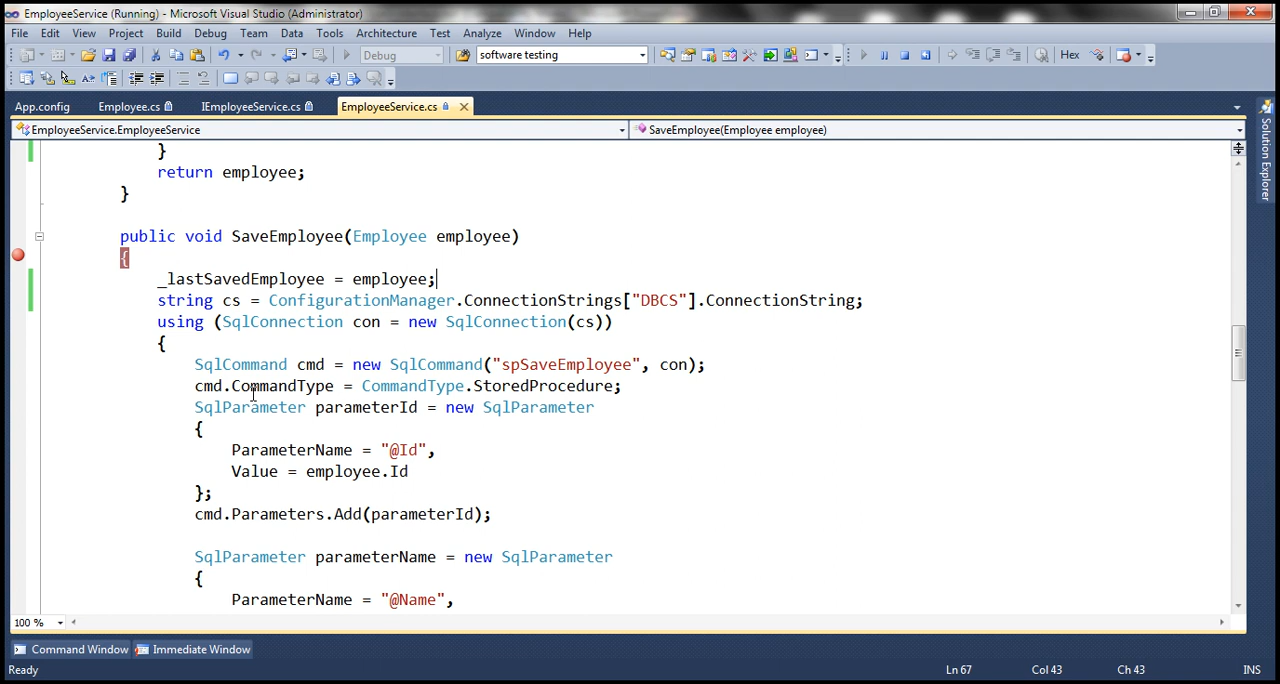 EmployeeService (Running) - Microsoft Visual Studio (Administrator)
File Edit View Project Build Debug Team Data Tools Architecture Test Analyze Window Help
Debug software testing Hex
App.config Employee.cs IEmployeeService.cs EmployeeService.cs
EmployeeService.EmployeeService SaveEmployee(Employee employee)
}
return employee;
}
public void SaveEmployee(Employee employee)
{
_lastSavedEmployee = employee;
string cs = ConfigurationManager.ConnectionStrings["DBCS"].ConnectionString;
using (SqlConnection con = new SqlConnection(cs))
{
SqlCommand cmd = new SqlCommand("spSaveEmployee", con);
cmd.CommandType = CommandType.StoredProcedure;
SqlParameter parameterId = new SqlParameter
{
ParameterName = "@Id",
Value = employee.Id
};
cmd.Parameters.Add(parameterId);
SqlParameter parameterName = new SqlParameter
{
ParameterName = "@Name",
100 %
Command Window Immediate Window
Ready Ln 67 Col 43 Ch 43 INS
Solution Explorer